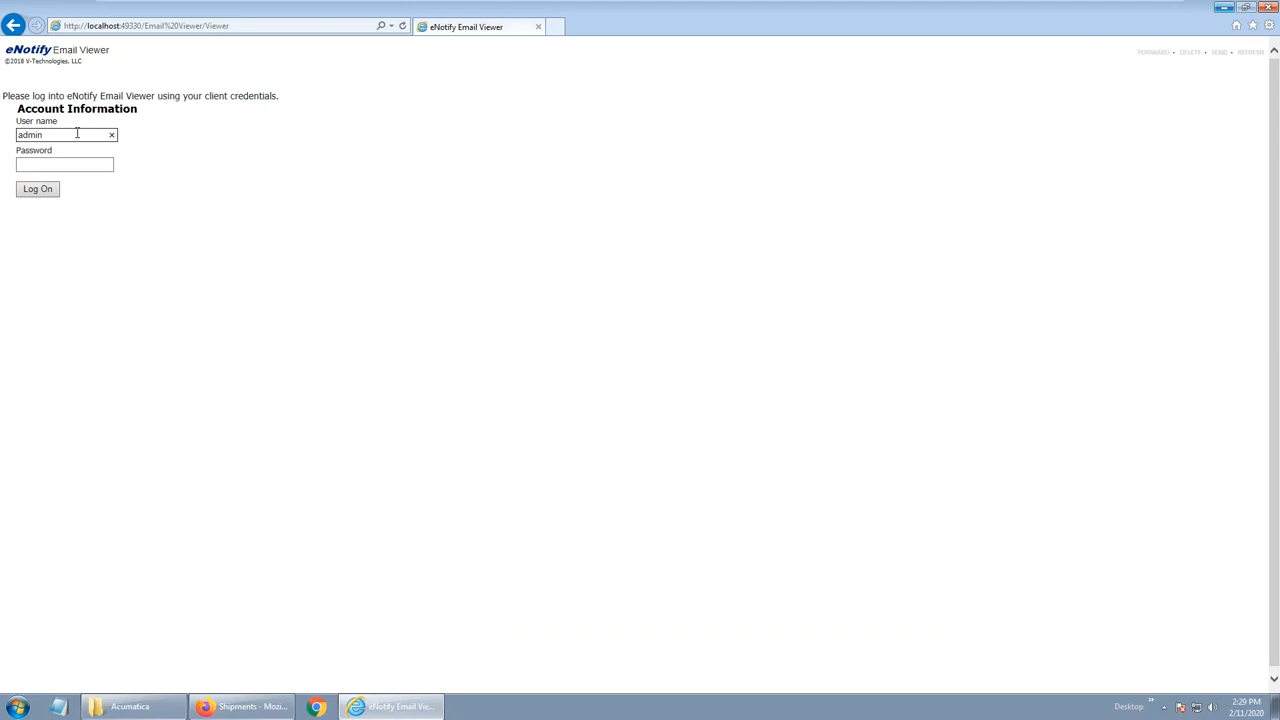 http://localhost:49330/Email%20Viewer/Viewer
eNotify Email Viewer
eNotify Email Viewer
©2018 V-Technologies, LLC
FORWARD • DELETE • SEND • REFRESH
Please log into eNotify Email Viewer using your client credentials.
Account Information
User name
admin
Password
Log On
Acumatica
Shipments - Mozi...
eNotify Email Vie...
Desktop
2:29 PM
2/11/2020